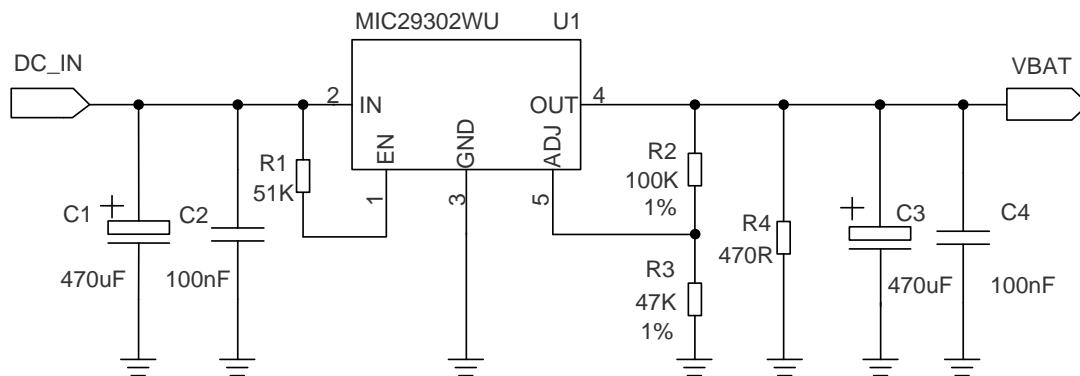 MIC29302WU U1
DC_IN
VBAT
2 IN
OUT 4
EN
GND
ADJ
1
3
5
R1
51K
R2
100K
1%
C1
+
C2
R4
470R
+
C3
C4
R3
47K
1%
470uF
100nF
470uF
100nF